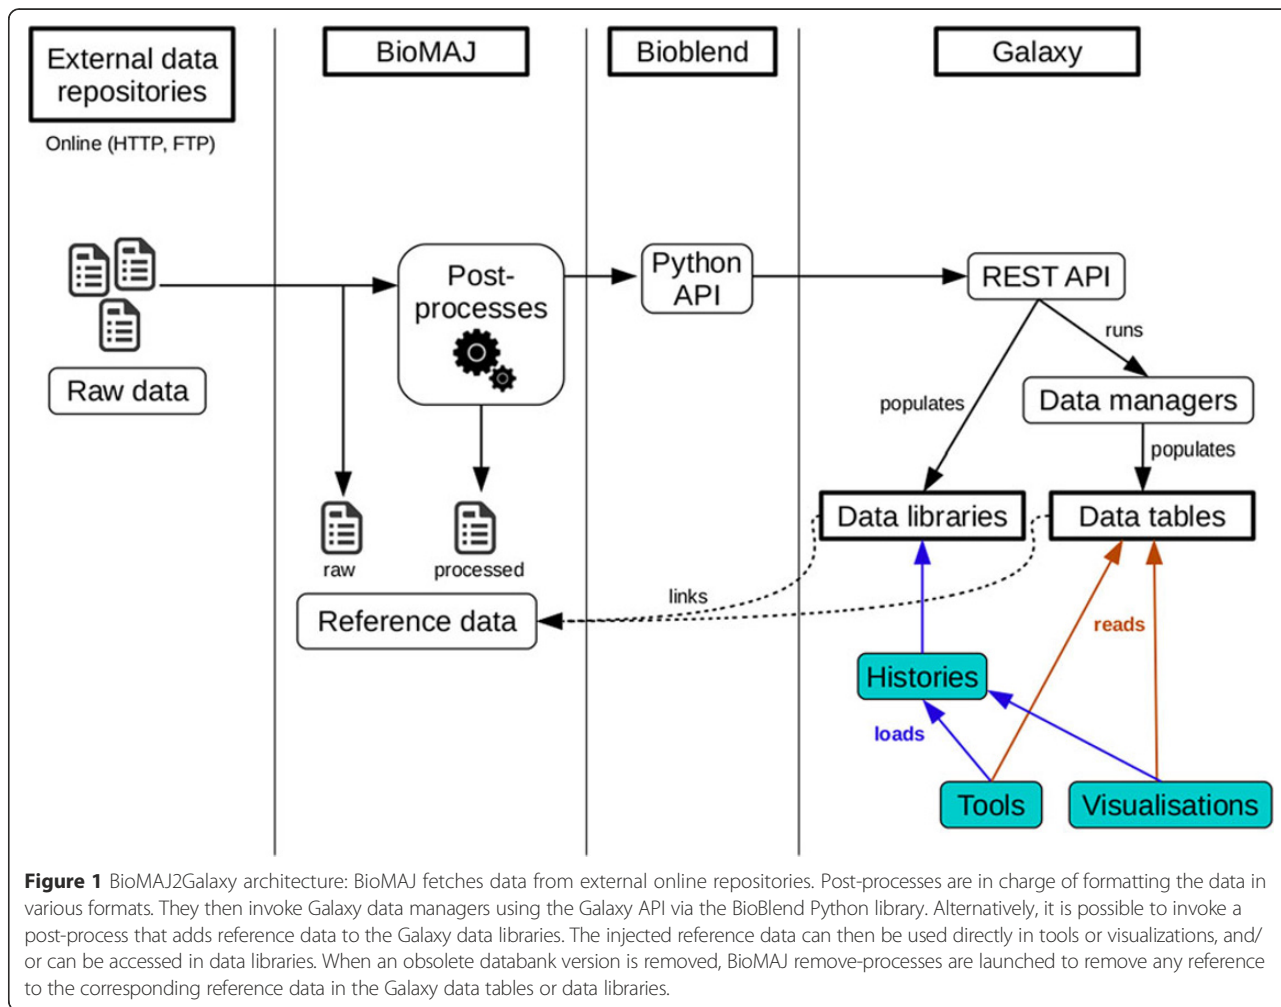 External data
repositories
Online (HTTP, FTP)
BioMAJ
Bioblend
Galaxy
Raw data
Post-
processes
Python
API
REST API
runs
populates
Data managers
populates
Data libraries
Data tables
raw
processed
Reference data
links
reads
Histories
loads
Tools
Visualisations
Figure 1 BioMAJ2Galaxy architecture: BioMAJ fetches data from external online repositories. Post-processes are in charge of formatting the data in
various formats. They then invoke Galaxy data managers using the Galaxy API via the BioBlend Python library. Alternatively, it is possible to invoke a
post-process that adds reference data to the Galaxy data libraries. The injected reference data can then be used directly in tools or visualizations, and/
or can be accessed in data libraries. When an obsolete databank version is removed, BioMAJ remove-processes are launched to remove any reference
to the corresponding reference data in the Galaxy data tables or data libraries.